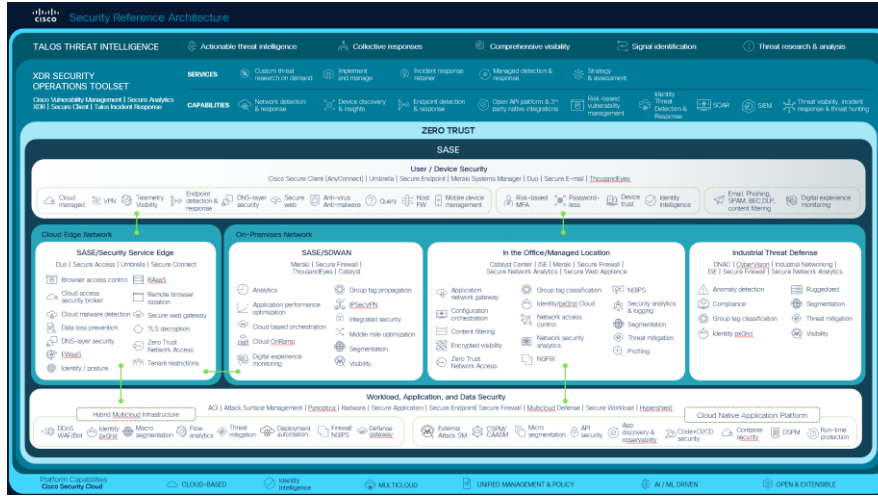 CISCO
Security Reference Architecture
TALOS THREAT INTELLIGENCE
Actionable threat intelligence
Collective responses
Comprehensive visibility
Signal identification
Threat research & analysis
XDR SECURITY
OPERATIONS TOOLSET
Cisco Vulnerability Management | Secure Analytics
XDR | Secure Client | Talos Incident Response
SERVICES
Custom threat
research on demand
Implement
and manage
Incident response
retainer
Managed detection &
response
Strategy
& assessment
CAPABILITIES
Network detection
& response
Device discovery
& insights
Endpoint detection
& response
Open API platform & 3rd
party native integrations
Risk-based
vulnerability
management
Identity
Threat
Detection &
Response
SOAR
SIEM
Threat visibility, incident
response & threat hunting
ZERO TRUST
SASE
User / Device Security
Cisco Secure Client (AnyConnect) | Umbrella | Secure Endpoint | Meraki Systems Manager | Duo | Secure E-mail | ThousandEyes
Cloud
managed
VPN
Telemetry
Visibility
Endpoint
detection &
response
DNS-layer
security
Secure
web
Anti-virus
Anti-malware
Query
Host
FW
Mobile device
management
Risk-based
MFA
Password-
less
Device
trust
Identity
Intelligence
Email, Phishing,
SPAM, BEC,DLP,
content filtering
Digital experience
monitoring
Cloud Edge Network
On-Premises Network
SASE/Security Service Edge
Duo | Secure Access | Umbrella | Secure Connect
Browser access control
RAaaS
Cloud access
security broker
Remote browser
isolation
Cloud malware detection
Secure web gateway
Data loss prevention
TLS decryption
DNS-layer security
Zero Trust
Network Access
FWaaS
Identity / posture
Tenant restrictions
SASE/SDWAN
Meraki | Secure Firewall |
ThousandEyes | Catalyst
Analytics
Group tag propagation
Application performance
optimization
IPSecVPN
Integrated security
Cloud based orchestration
Middle mile optimization
Cloud OnRamp
Segmentation
Digital experience
monitoring
Visibility
In the Office/Managed Location
Catalyst Center | ISE | Meraki | Secure Firewall |
Secure Network Analytics | Secure Web Appliance
Application
network gateway
Group tag classification
NGIPS
Configuration
orchestration
Identity/pxGrid Cloud
Security analytics
& logging
Content filtering
Network access
control
Segmentation
Encrypted visibility
Network security
analytics
Threat mitigation
Zero Trust
Network Access
NGFW
Profiling
Industrial Threat Defense
DNAC | CyberVision | Industrial Networking |
ISE | Secure Firewall | Secure Network Analytics
Anomaly detection
Ruggedized
Compliance
Segmentation
Group tag classification
Threat mitigation
Identity pxGrid
Visibility
Workload, Application, and Data Security
ACI | Attack Surface Management | Panoptica | Radware | Secure Application | Secure Endpoint | Secure Firewall | Multicloud Defense | Secure Workload | Hypershield
Hybrid Multicloud Infrastructure
Cloud Native Application Platform
DDoS
WAF/Bot
Identity
pxGrid
Macro
segmentation
Flow
analytics
Threat
mitigation
Deployment
automation
Firewall
NGIPS
Defense
gateway
External
Attack SM
CSPM/
CAASM
Micro
segmentation
API
security
App
discovery &
observability
Code+CI/CD
security
Container
security
DSPM
Run-time
protection
Platform Capabilities
Cisco Security Cloud
CLOUD-BASED
Identity
Intelligence
MULTICLOUD
UNIFIED MANAGEMENT & POLICY
AI / ML DRIVEN
OPEN & EXTENSIBLE